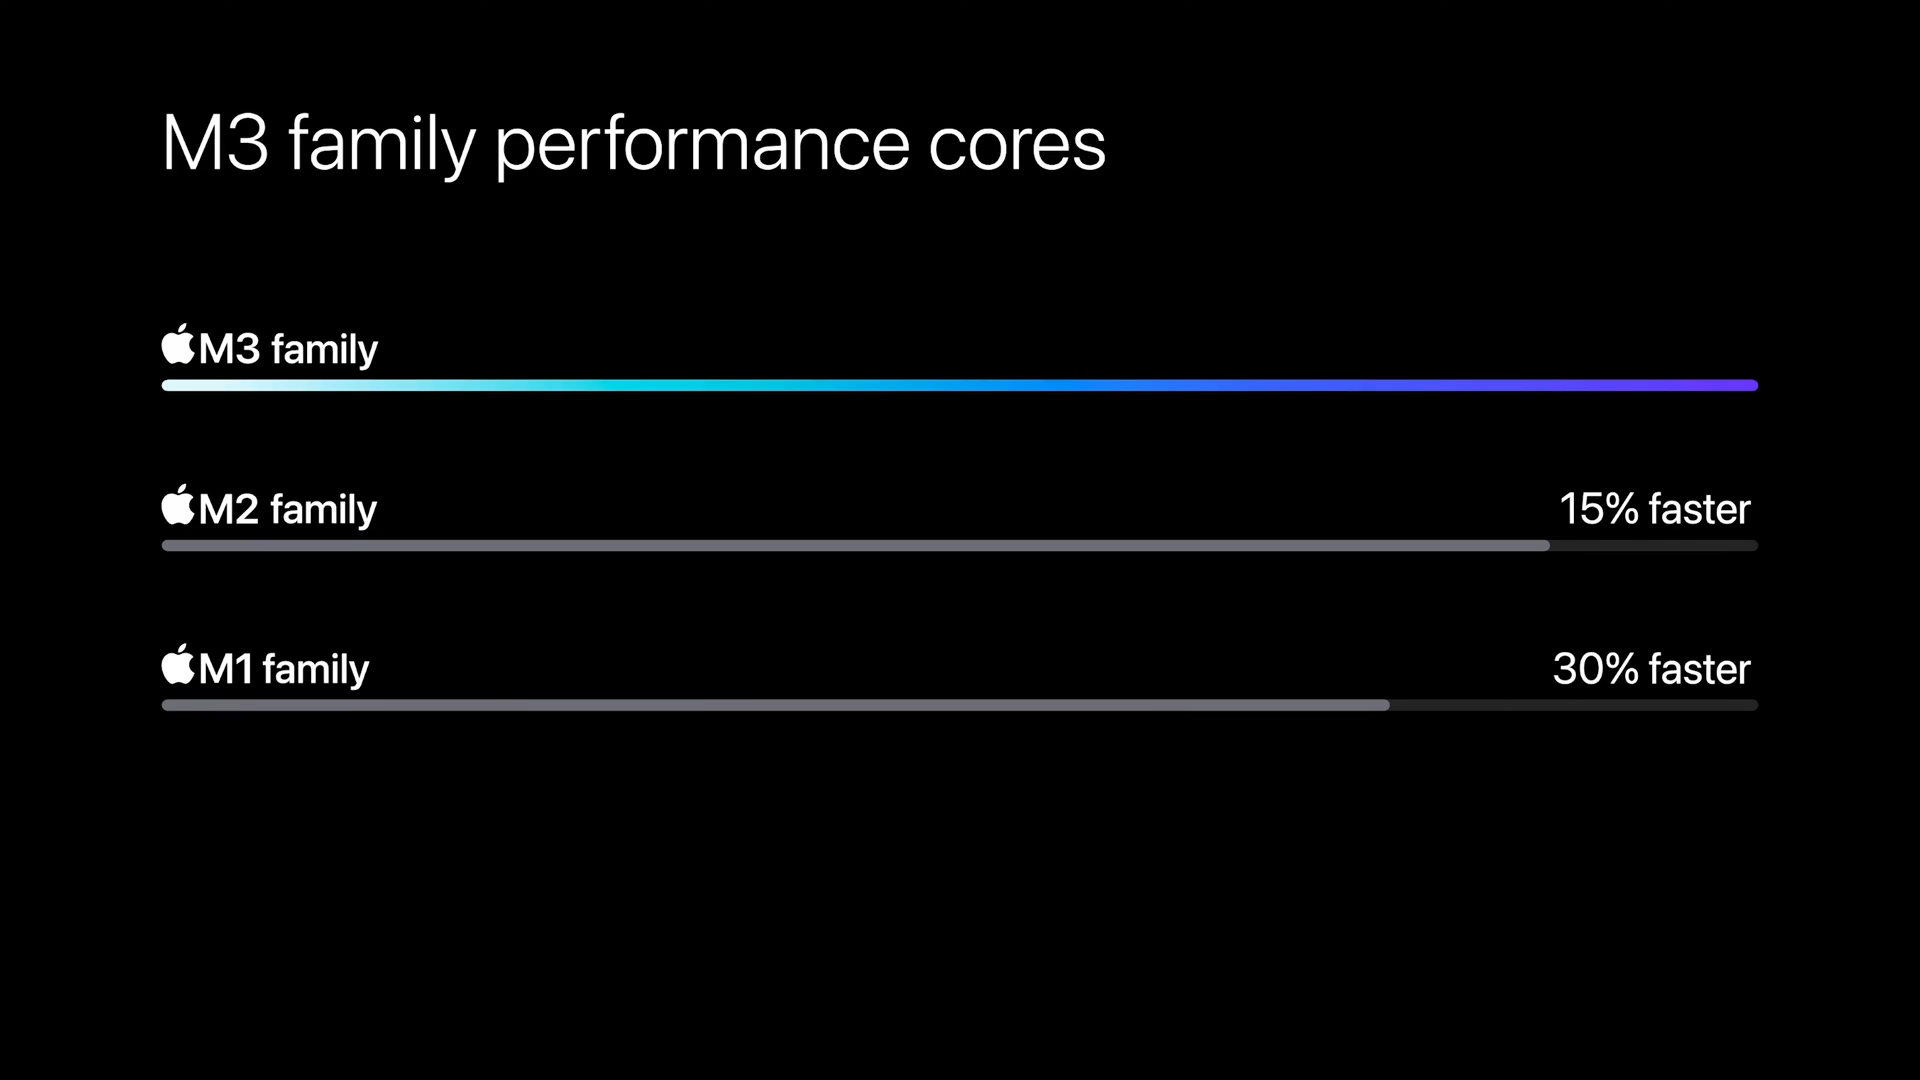 M3 family performance cores
M3 family
M2 family
15% faster
M1 family
30% faster